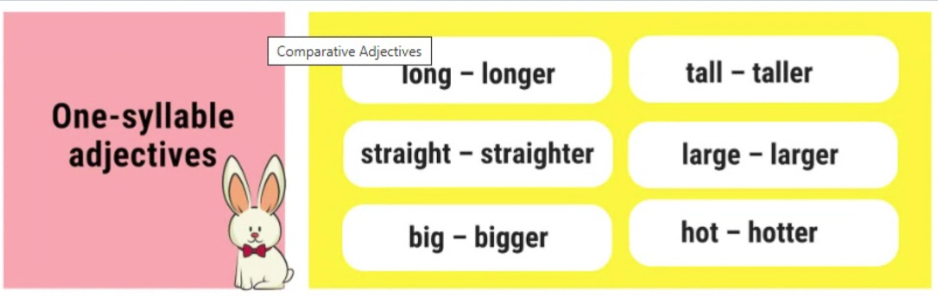 One-syllable
adjectives
Comparative Adjectives
long – longer
tall – taller
straight – straighter
large – larger
big – bigger
hot – hotter